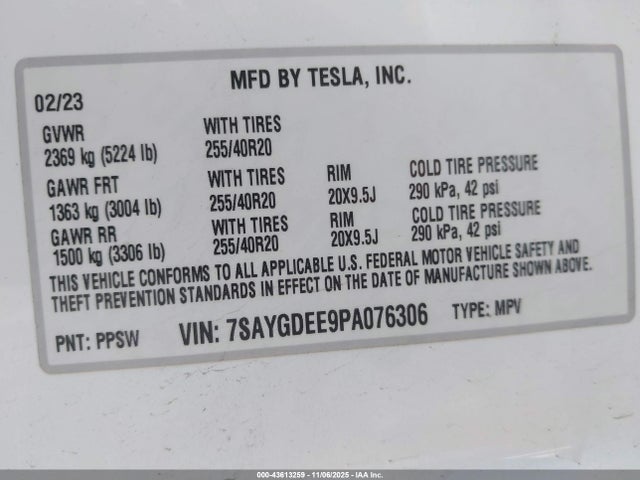 MFD BY TESLA, INC.
02/23
GVWR WITH TIRES
2369 kg (5224 lb) 255/40R20
GAWR FRT WITH TIRES RIM COLD TIRE PRESSURE
1363 kg (3004 lb) 255/40R20 20X9.5J 290 kPa, 42 psi
GAWR RR WITH TIRES RIM COLD TIRE PRESSURE
1500 kg (3306 lb) 255/40R20 20X9.5J 290 kPa, 42 psi
THIS VEHICLE CONFORMS TO ALL APPLICABLE U.S. FEDERAL MOTOR VEHICLE SAFETY AND
THEFT PREVENTION STANDARDS IN EFFECT ON THE DATE OF MANUFACTURE SHOWN ABOVE.
PNT: PPSW VIN: 7SAYGDEE9PA076306 TYPE: MPV
000-43613259 - 11/06/2025 - IAA Inc.